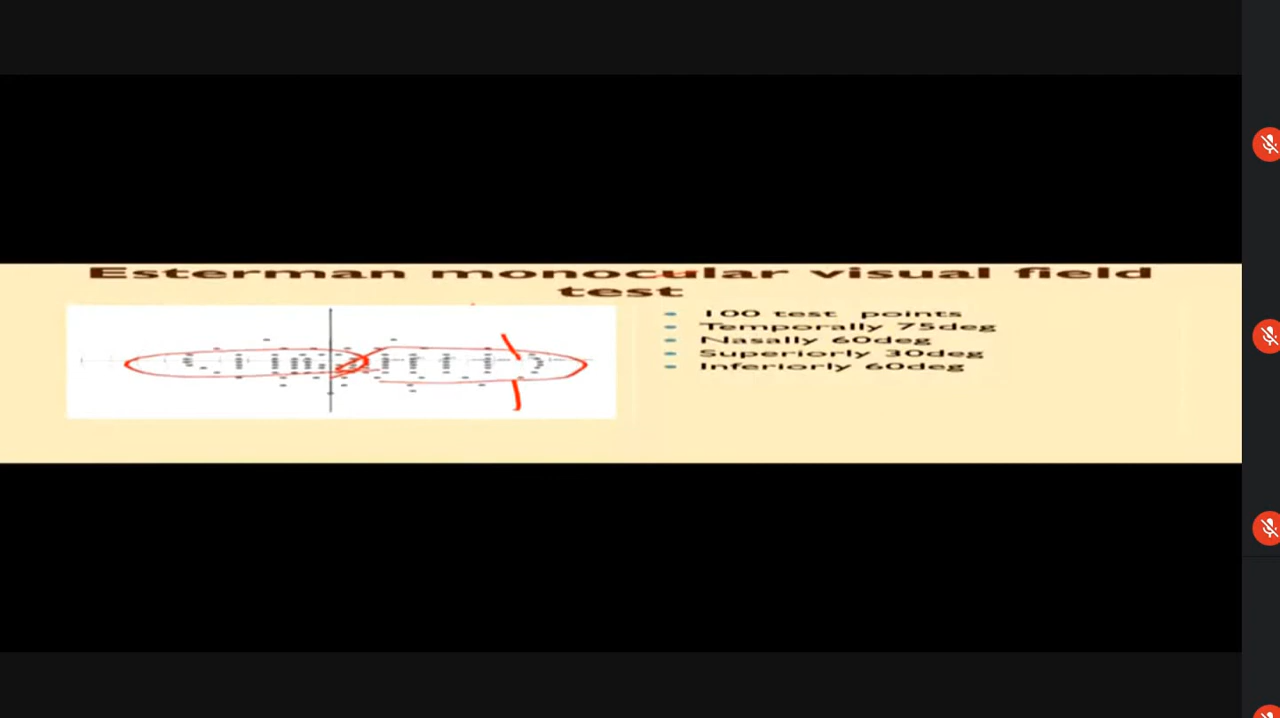 Esterman monocular visual field
test
100 test points
Temporally 75deg
Nasally 60deg
Superiorly 30deg
Inferiorly 60deg